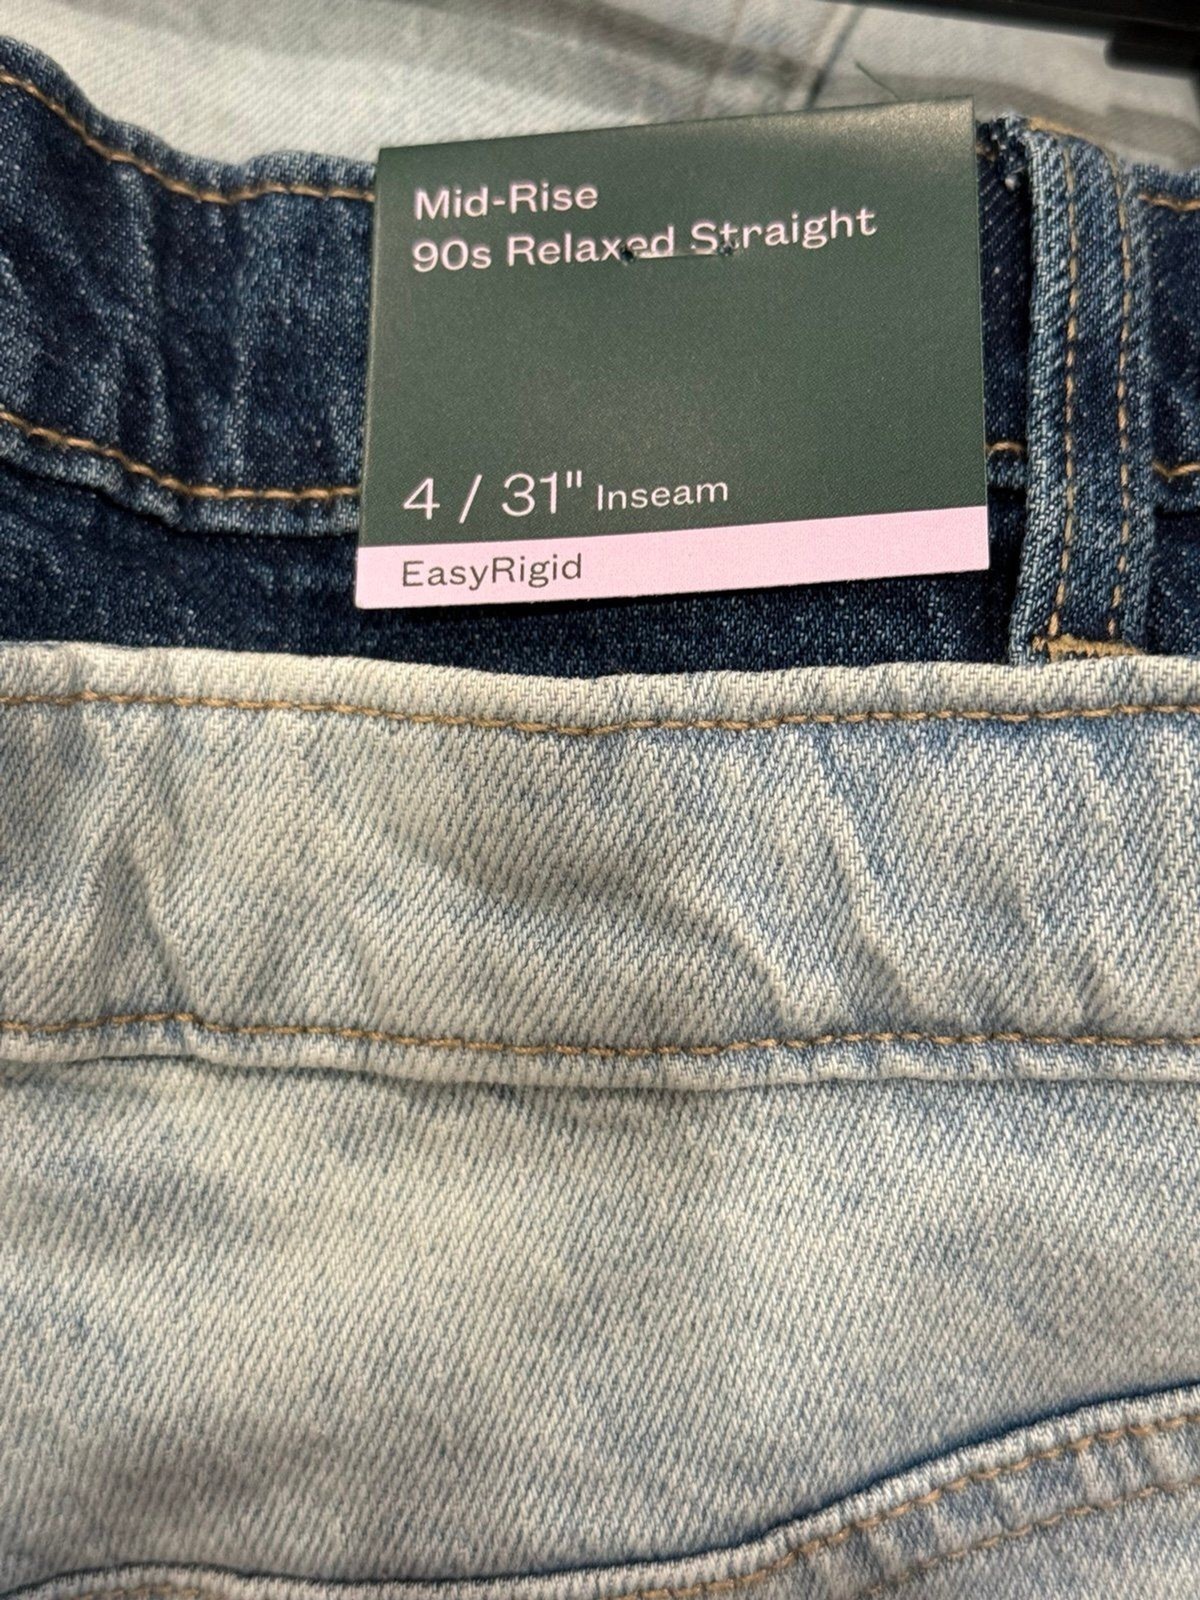 Mid-Rise
90s Relaxed Straight
4 / 31" Inseam
EasyRigid